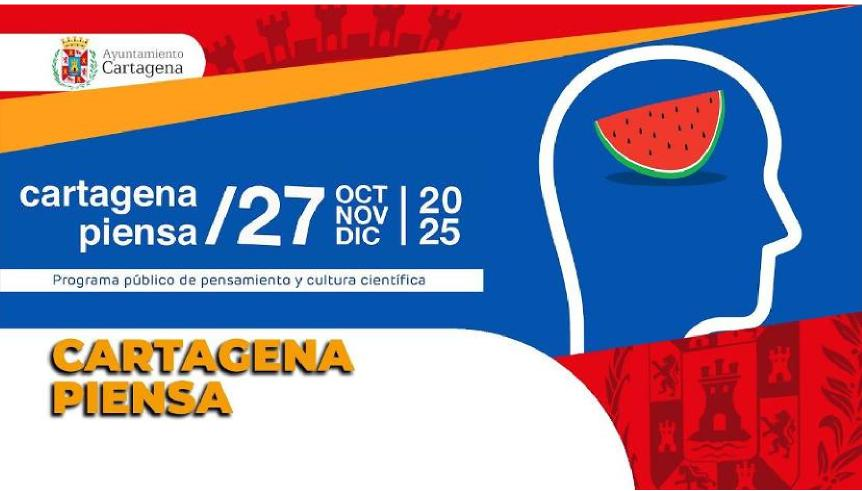 Ayuntamiento
Cartagena
cartagena
piensa
/27
OCT
NOV
DIC
20
25
Programa público de pensamiento y cultura científica
CARTAGENA
PIENSA